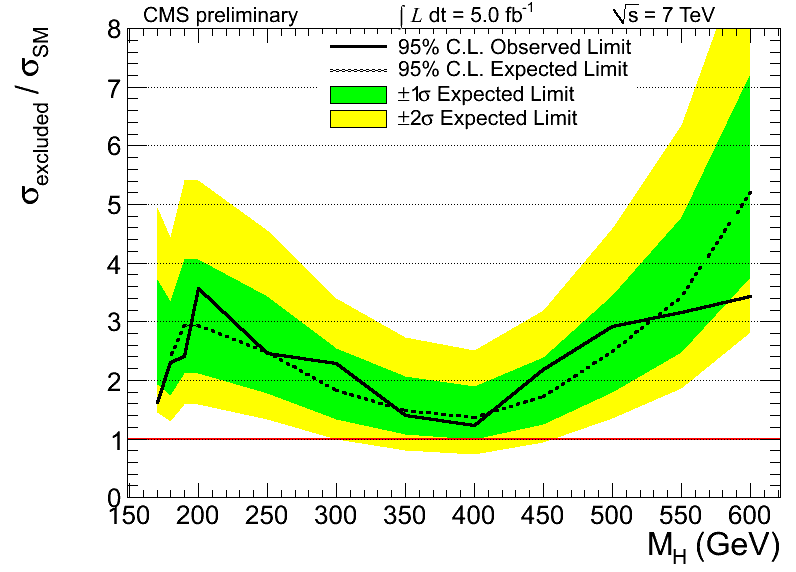 CMS preliminary
∫ L dt = 5.0 fb⁻¹
√s = 7 TeV
95% C.L. Observed Limit
95% C.L. Expected Limit
±1σ Expected Limit
±2σ Expected Limit
σexcluded / σSM
8
7
6
5
4
3
2
1
0
150 200 250 300 350 400 450 500 550 600
MH (GeV)